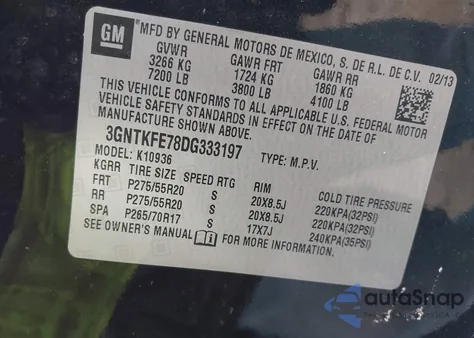 GM
MFD BY GENERAL MOTORS DE MEXICO, S. DE R.L. DE C.V. 02/13
GVWR GAWR FRT GAWR RR
3266 KG 1724 KG 1860 KG
7200 LB 3800 LB 4100 LB
THIS VEHICLE CONFORMS TO ALL APPLICABLE U.S. FEDERAL MOTOR
VEHICLE SAFETY STANDARDS IN EFFECT ON THE DATE OF
MANUFACTURE SHOWN ABOVE.
3GNTKFE78DG333197 TYPE: M.P.V.
MODEL: K10936
KGRR TIRE SIZE SPEED RTG RIM COLD TIRE PRESSURE
FRT P275/55R20 S 20X8.5J 220KPA(32PSI)
RR P275/55R20 S 20X8.5J 220KPA(32PSI)
SPA P265/70R17 S 17X7J 240KPA(35PSI)
SEE OWNER'S MANUAL FOR MORE INFORMATION.
autoSnap